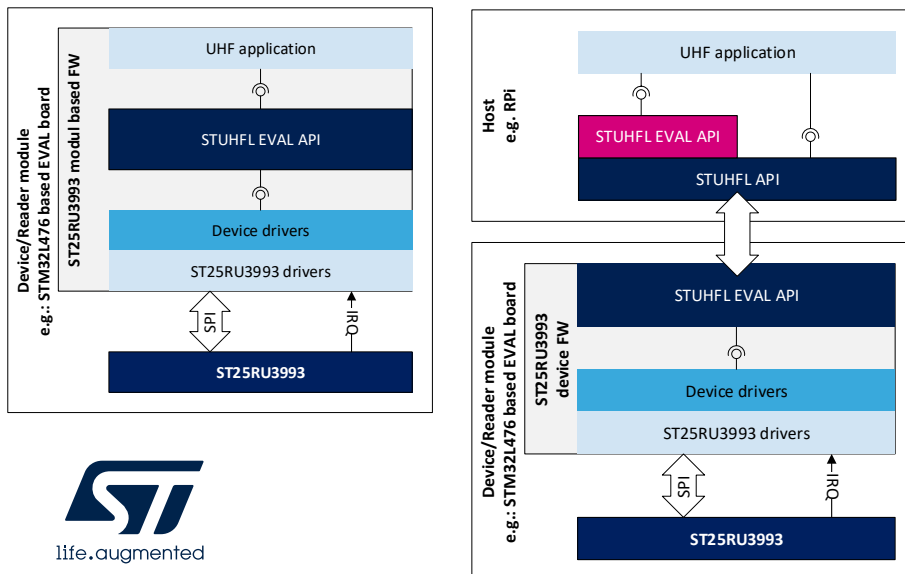 Device/Reader module
e.g.: STM32L476 based EVAL board
ST25RU3993 modul based FW
UHF application
STUHFL EVAL API
Device drivers
ST25RU3993 drivers
SPI
IRQ
ST25RU3993
Host
e.g. RPi
UHF application
STUHFL EVAL API
STUHFL API
Device/Reader module
e.g.: STM32L476 based EVAL board
ST25RU3993
device FW
STUHFL EVAL API
Device drivers
ST25RU3993 drivers
SPI
IRQ
ST25RU3993
ST
life.augmented